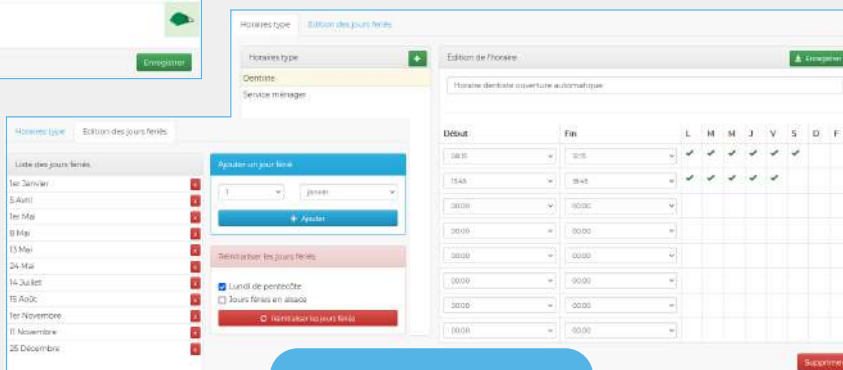 Enregistrer
Horaires type
Edition des jours fériés
Horaires type
Dentiste
Service ménager
Edition de l'horaire
Enregistrer
Horaire dentiste ouverture automatique
Début Fin L M M J V S D F
08:15 12:15
13:45 18:45
00:00 00:00
00:00 00:00
00:00 00:00
00:00 00:00
00:00 00:00
00:00 00:00
Supprimer
Horaires type
Edition des jours fériés
Liste des jours fériés
1er Janvier
5 Avril
1er Mai
8 Mai
13 Mai
24 Mai
14 Juillet
15 Août
1er Novembre
11 Novembre
25 Décembre
Ajouter un jour férié
1 janvier
Ajouter
Réinitialiser les jours fériés
Lundi de pentecôte
Jours féries en alsace
Réinitialiser les jours fériés